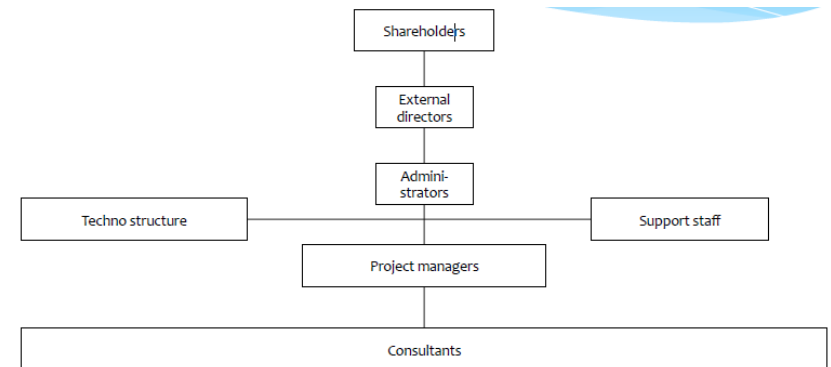 Shareholders
External
directors
Admini-
strators
Techno structure
Support staff
Project managers
Consultants